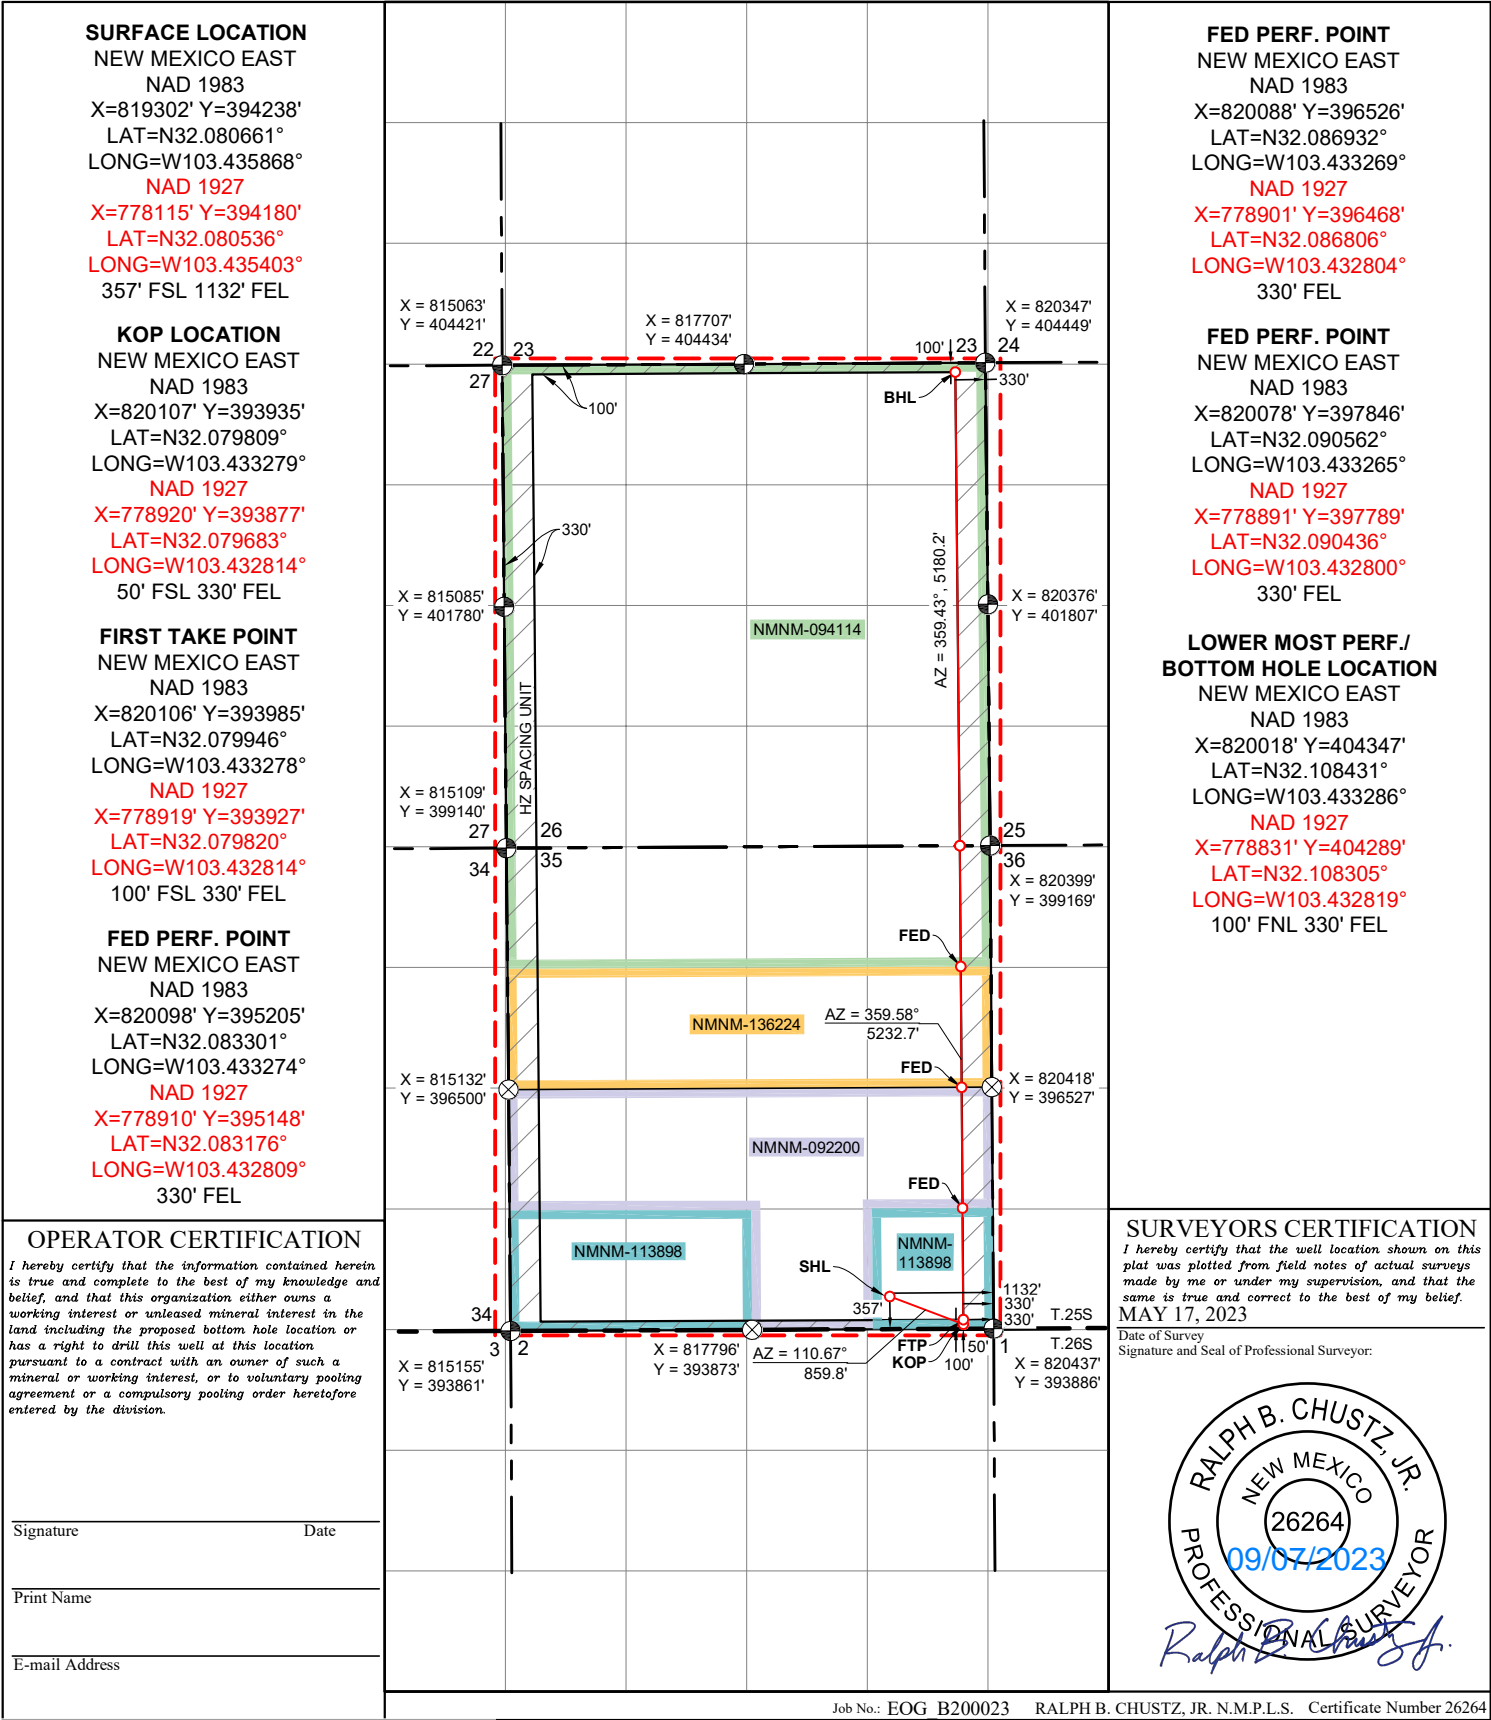 SURFACE LOCATION
NEW MEXICO EAST
NAD 1983
X=819302' Y=394238'
LAT=N32.080661°
LONG=W103.435868°
NAD 1927
X=778115' Y=394180'
LAT=N32.080536°
LONG=W103.435403°
357' FSL 1132' FEL
KOP LOCATION
NEW MEXICO EAST
NAD 1983
X=820107' Y=393935'
LAT=N32.079809°
LONG=W103.433279°
NAD 1927
X=778920' Y=393877'
LAT=N32.079683°
LONG=W103.432814°
50' FSL 330' FEL
FIRST TAKE POINT
NEW MEXICO EAST
NAD 1983
X=820106' Y=393985'
LAT=N32.079946°
LONG=W103.433278°
NAD 1927
X=778919' Y=393927'
LAT=N32.079820°
LONG=W103.432814°
100' FSL 330' FEL
FED PERF. POINT
NEW MEXICO EAST
NAD 1983
X=820098' Y=395205'
LAT=N32.083301°
LONG=W103.433274°
NAD 1927
X=778910' Y=395148'
LAT=N32.083176°
LONG=W103.432809°
330' FEL
OPERATOR CERTIFICATION
I hereby certify that the information contained herein
is true and complete to the best of my knowledge and
belief, and that this organization either owns a
working interest or unleased mineral interest in the
land including the proposed bottom hole location or
has a right to drill this well at this location
pursuant to a contract with an owner of such a
mineral or working interest, or to voluntary pooling
agreement or a compulsory pooling order heretofore
entered by the division.
Signature Date
Print Name
E-mail Address
X = 815063'
Y = 404421'
X = 817707'
Y = 404434'
X = 820347'
Y = 404449'
22 23
100' 23 24
27
BHL
330'
100'
330'
AZ = 359.43°, 5180.2'
X = 815085'
Y = 401780'
X = 820376'
Y = 401807'
NMNM-094114
HZ SPACING UNIT
X = 815109'
Y = 399140'
27 26
25
34 35
36
X = 820399'
Y = 399169'
FED
NMNM-136224
AZ = 359.58°
5232.7'
FED
X = 815132'
Y = 396500'
X = 820418'
Y = 396527'
NMNM-092200
FED
NMNM-113898
NMNM-
113898
SHL
1132'
357'
330'
330'
34
T.25S
3 2
FTP
KOP
50'
100'
1
T.26S
X = 815155'
Y = 393861'
X = 817796'
Y = 393873'
AZ = 110.67°
859.8'
X = 820437'
Y = 393886'
FED PERF. POINT
NEW MEXICO EAST
NAD 1983
X=820088' Y=396526'
LAT=N32.086932°
LONG=W103.433269°
NAD 1927
X=778901' Y=396468'
LAT=N32.086806°
LONG=W103.432804°
330' FEL
FED PERF. POINT
NEW MEXICO EAST
NAD 1983
X=820078' Y=397846'
LAT=N32.090562°
LONG=W103.433265°
NAD 1927
X=778891' Y=397789'
LAT=N32.090436°
LONG=W103.432800°
330' FEL
LOWER MOST PERF./
BOTTOM HOLE LOCATION
NEW MEXICO EAST
NAD 1983
X=820018' Y=404347'
LAT=N32.108431°
LONG=W103.433286°
NAD 1927
X=778831' Y=404289'
LAT=N32.108305°
LONG=W103.432819°
100' FNL 330' FEL
SURVEYORS CERTIFICATION
I hereby certify that the well location shown on this
plat was plotted from field notes of actual surveys
made by me or under my supervision, and that the
same is true and correct to the best of my belief.
MAY 17, 2023
Date of Survey
Signature and Seal of Professional Surveyor:
RALPH B. CHUSTZ, JR.
NEW MEXICO
26264
09/07/2023
PROFESSIONAL SURVEYOR
Ralph B. Chustz Jr.
Job No.: EOG_B200023 RALPH B. CHUSTZ, JR. N.M.P.L.S. Certificate Number 26264